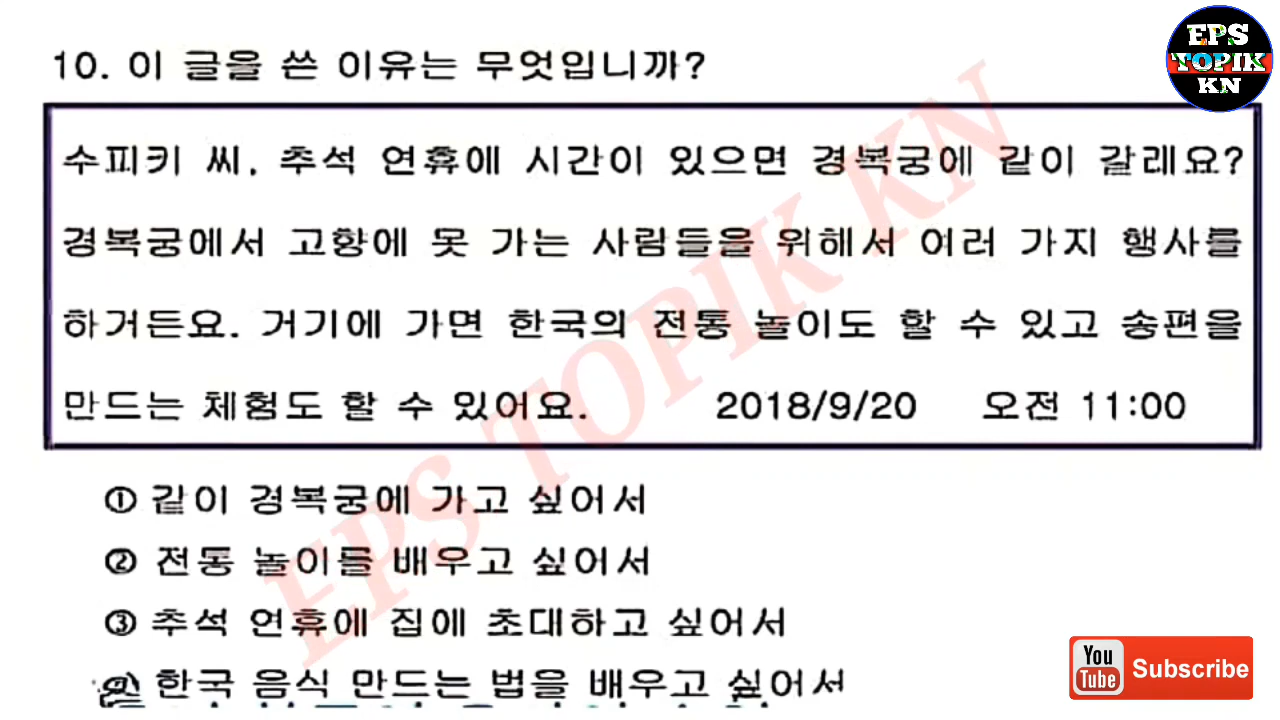 EPS
TOPIK
KN
10. 이 글을 쓴 이유는 무엇입니까?
수피키 씨. 추석 연휴에 시간이 있으면 경복궁에 같이 갈래요?
경복궁에서 고향에 못 가는 사람들을 위해서 여러 가지 행사를
하거든요. 거기에 가면 한국의 전통 놀이도 할 수 있고 송편을
만드는 체험도 할 수 있어요. 2018/9/20 오전 11:00
① 같이 경복궁에 가고 싶어서
② 전통 놀이를 배우고 싶어서
③ 추석 연휴에 집에 초대하고 싶어서
한국 음식 만드는 법을 배우고 싶어서
EPS TOPIK KN
You
Tube
Subscribe